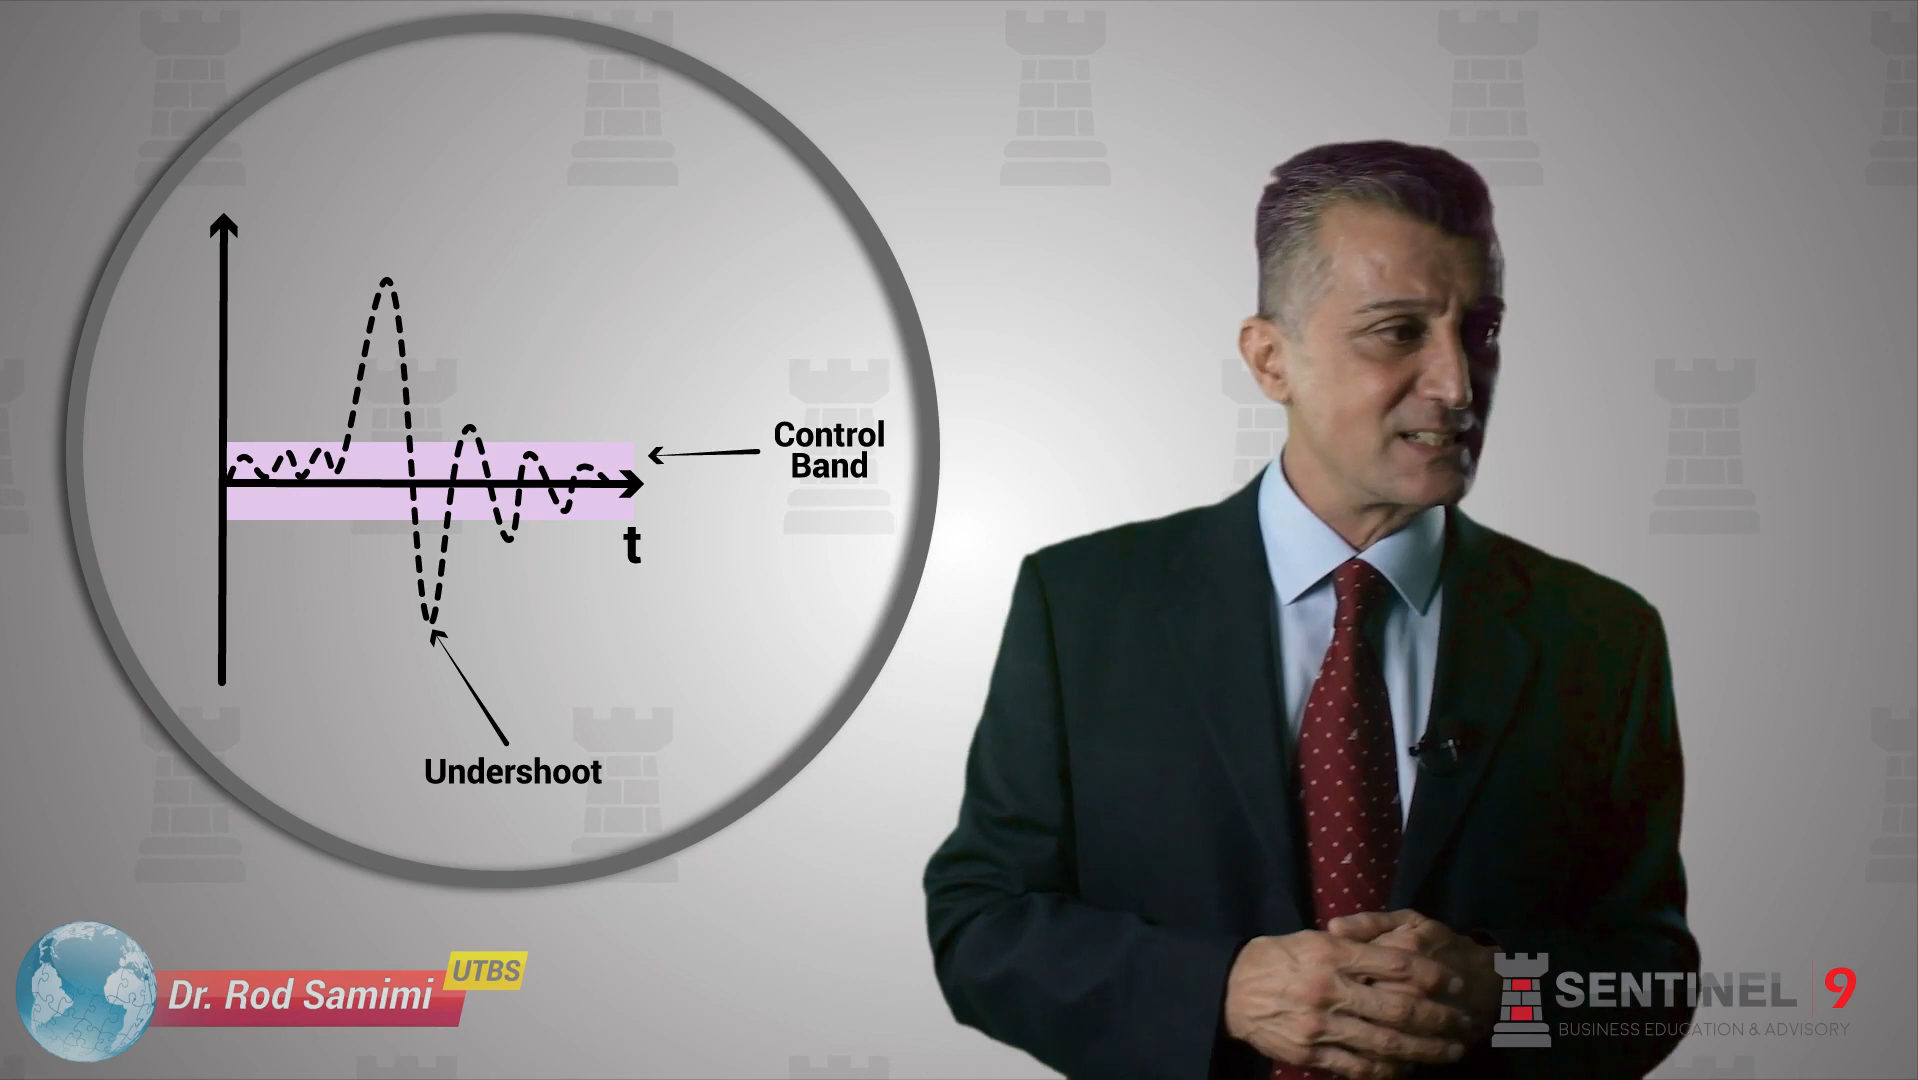 Control
Band
t
Undershoot
Dr. Rod Samimi
UTBS
SENTINEL 9
BUSINESS EDUCATION & ADVISORY